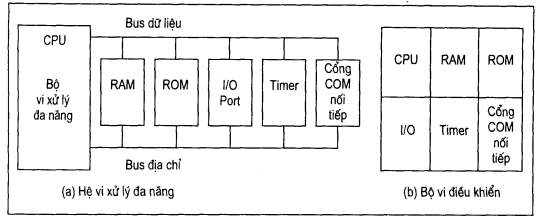 Bus dữ liệu
CPU
Bộ
vi xử lý
đa năng
RAM
ROM
I/O
Port
Timer
Cổng
COM
nối
tiếp
Bus địa chỉ
(a) Hệ vi xử lý đa năng
CPU
RAM
ROM
I/O
Timer
Cổng
COM
nối
tiếp
(b) Bộ vi điều khiển